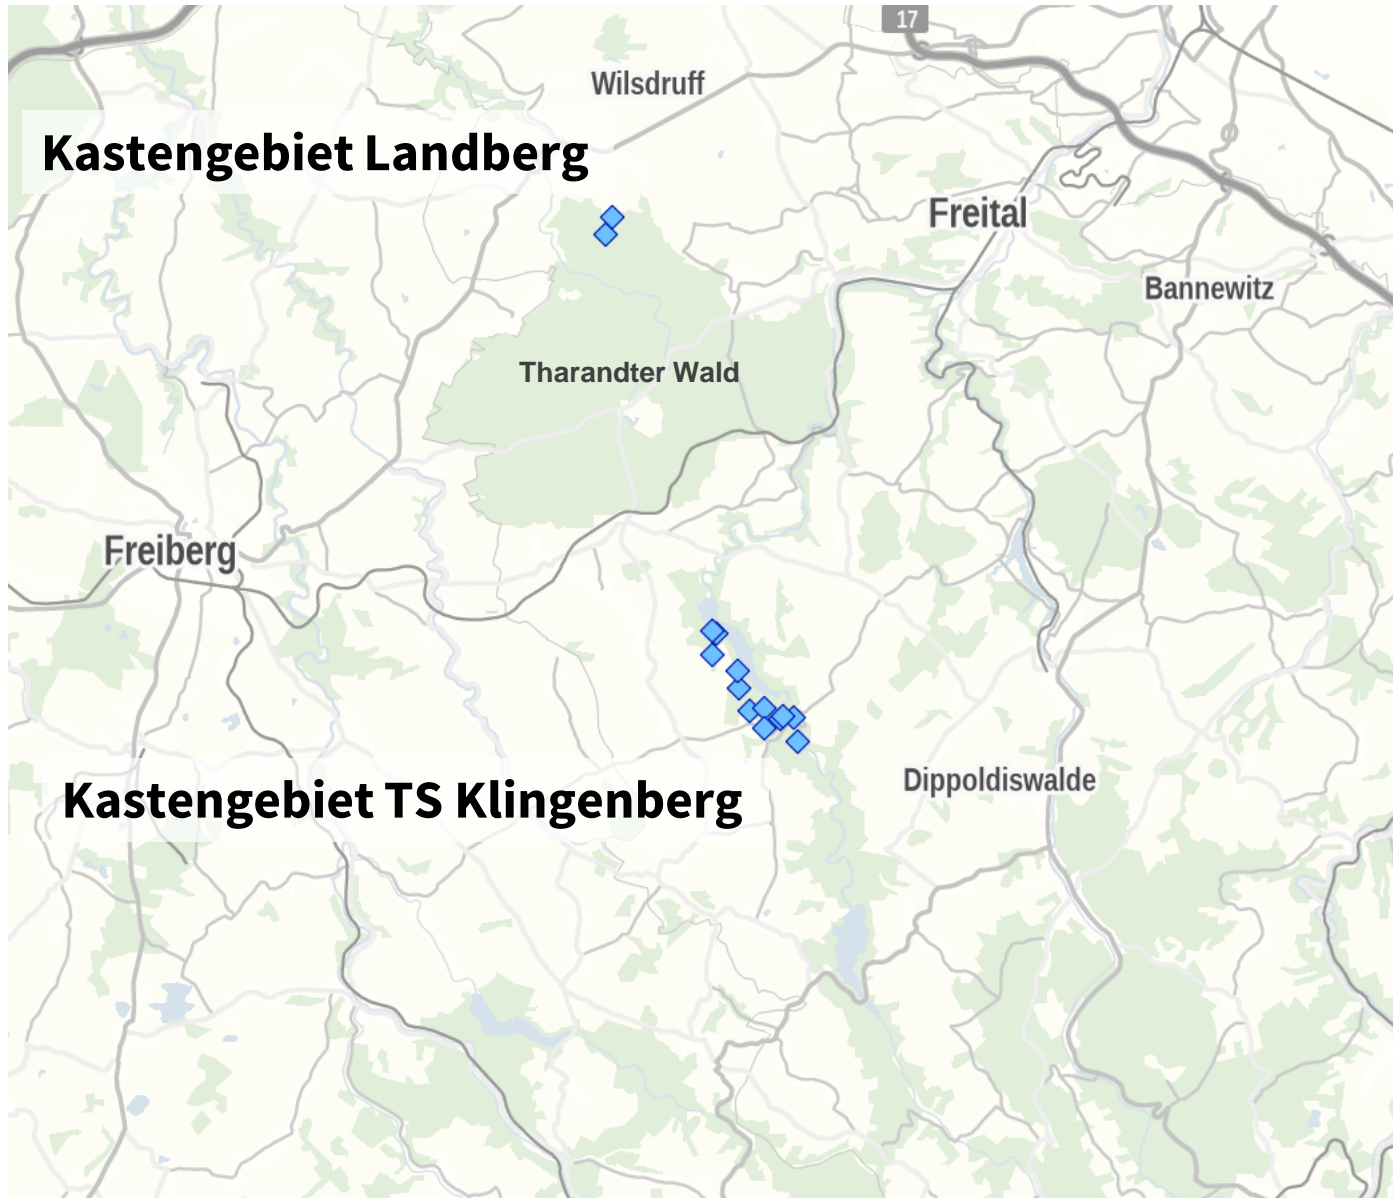 17
Wilsdruff
Kastengebiet Landberg
Freital
Bannewitz
Tharandter Wald
Freiberg
Dippoldiswalde
Kastengebiet TS Klingenberg